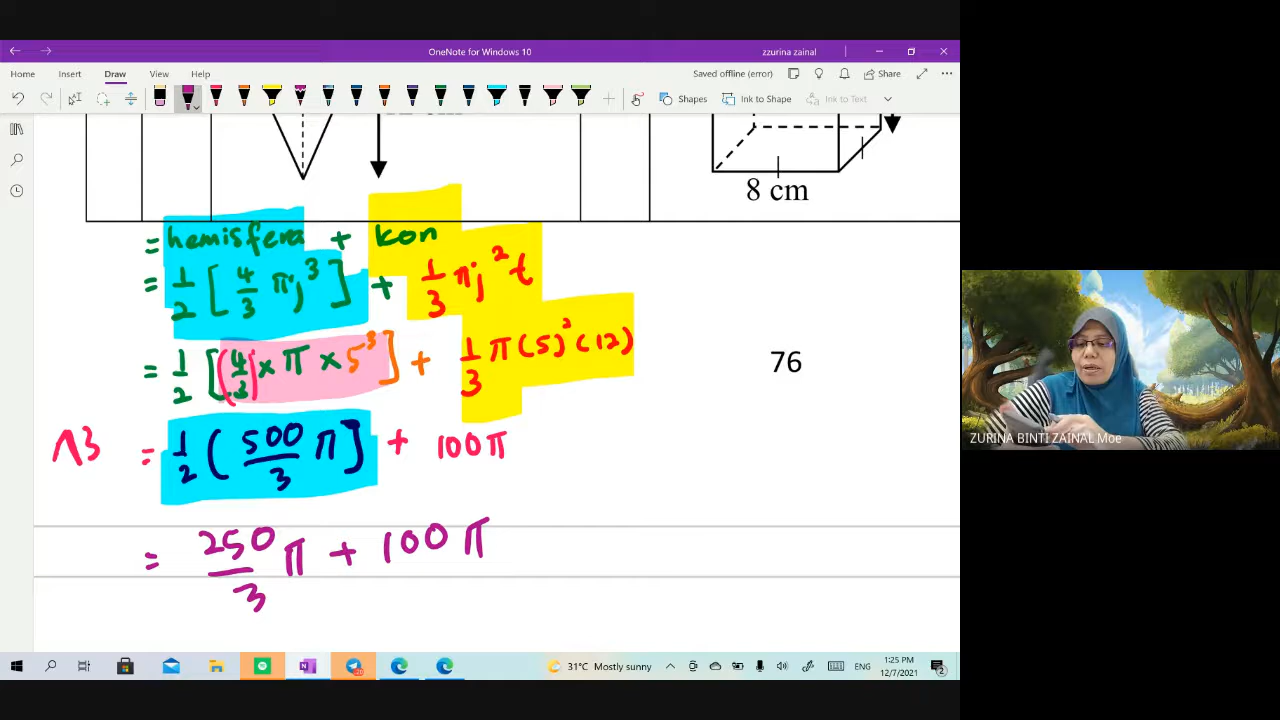 OneNote for Windows 10
zzurina zainal
Home Insert Draw View Help
Saved offline (error)
Share
Shapes
Ink to Shape
Ink to Text
8 cm
= hemisfera + kon
= 1/2 [ 4/3 πj³ ] + 1/3 πj²t
= 1/2 [ (4/3) × π × 5³ ] + 1/3 π(5)²(12)
76
= 1/2 ( 500/3 π ] + 100π
= 250/3 π + 100π
ZURINA BINTI ZAINAL Moe
31°C Mostly sunny
ENG
1:25 PM
12/7/2021
2